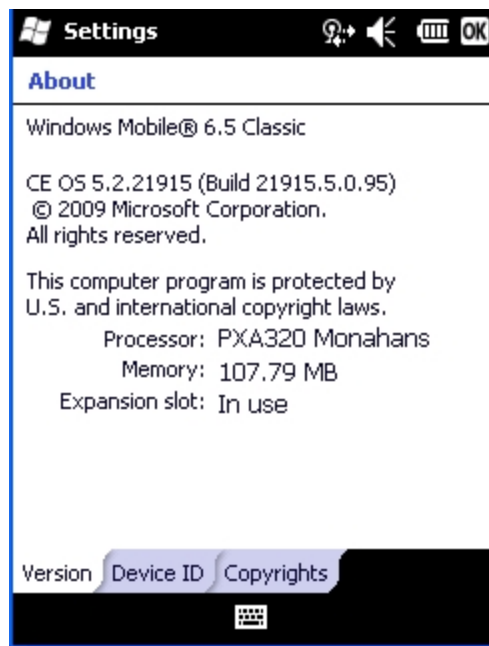 Settings
OK
About
Windows Mobile® 6.5 Classic
CE OS 5.2.21915 (Build 21915.5.0.95)
© 2009 Microsoft Corporation.
All rights reserved.
This computer program is protected by
U.S. and international copyright laws.
Processor: PXA320 Monahans
Memory: 107.79 MB
Expansion slot: In use
Version Device ID Copyrights